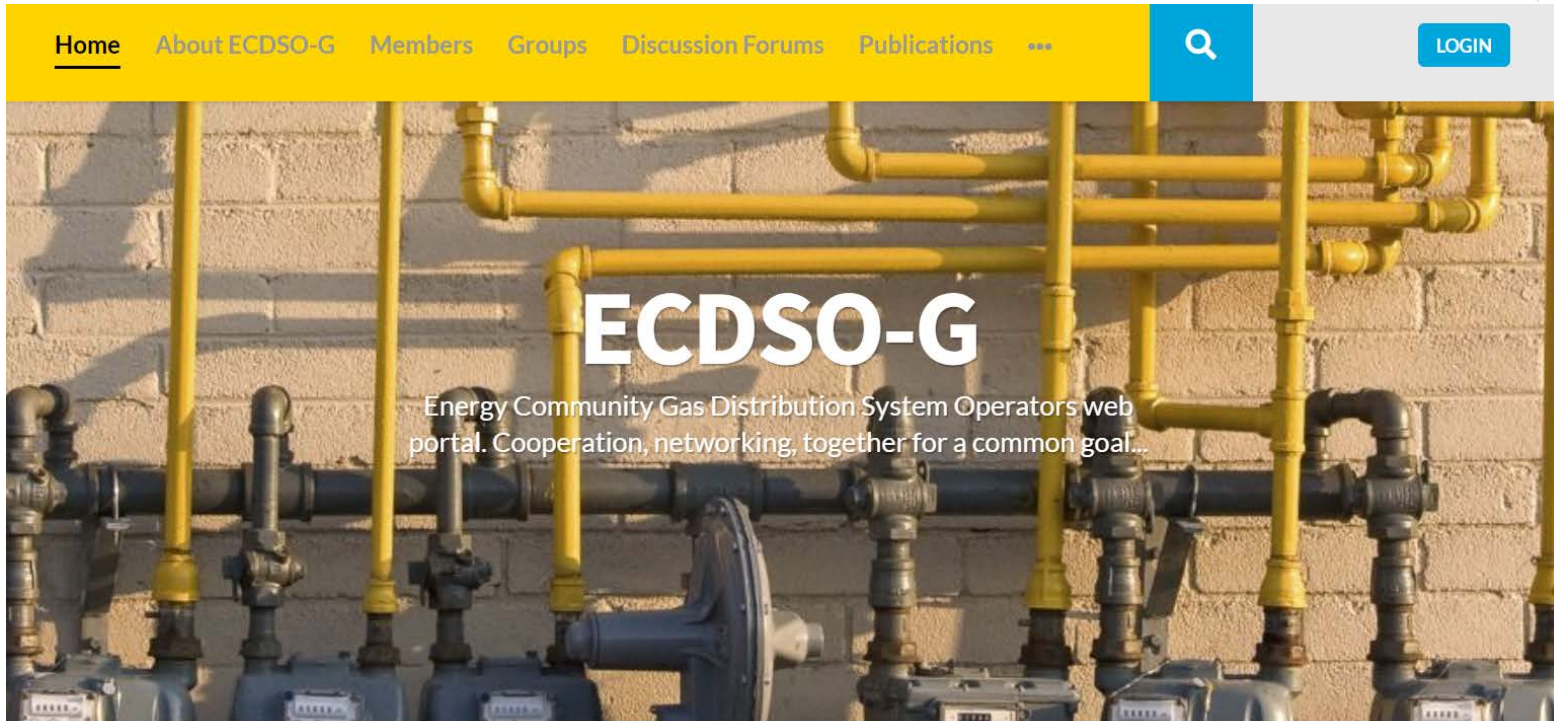 Home About ECDSO-G Members Groups Discussion Forums Publications •••
LOGIN
ECDSO-G
Energy Community Gas Distribution System Operators web
portal. Cooperation, networking, together for a common goal...